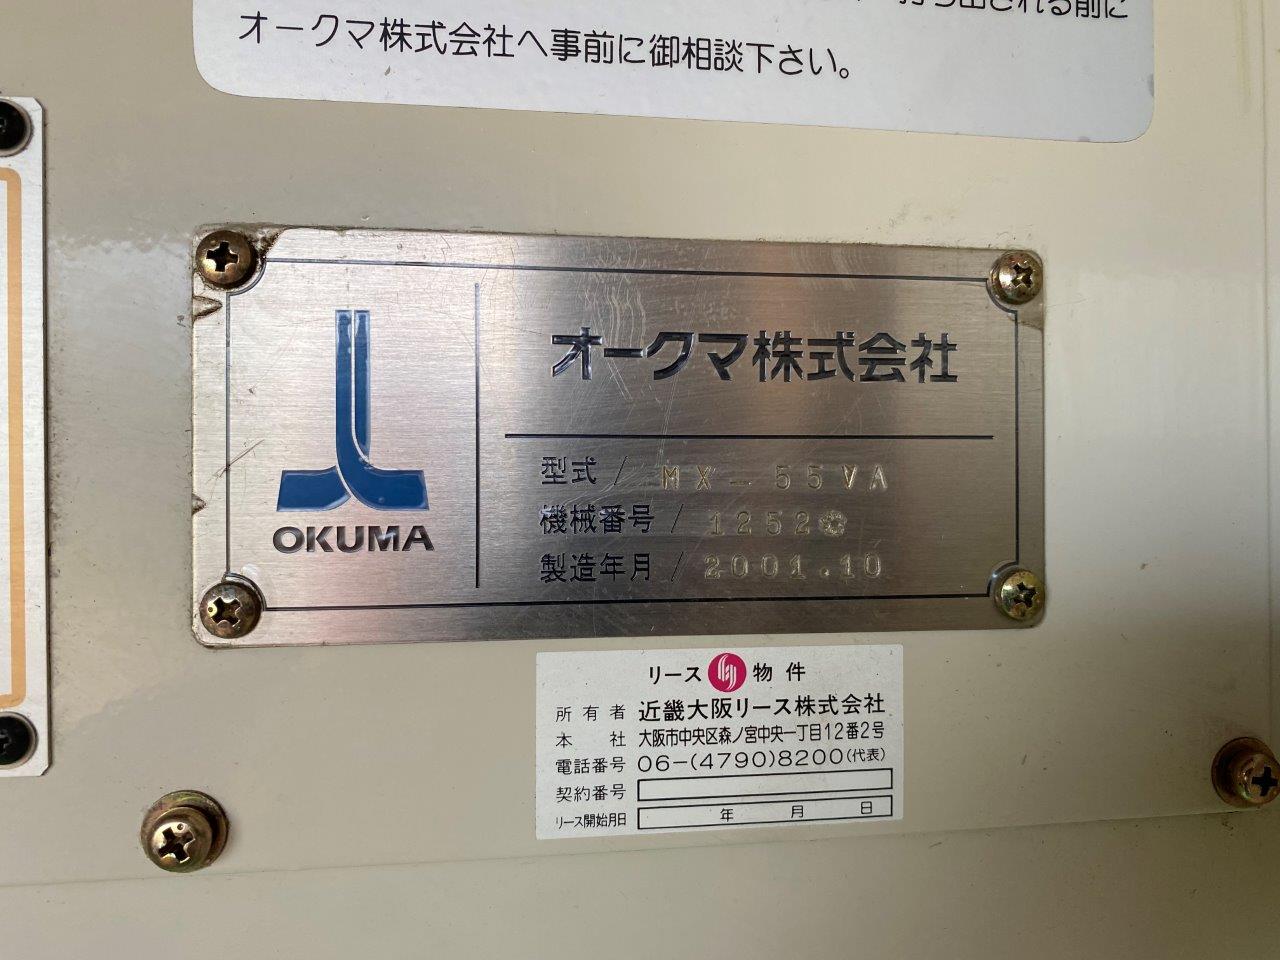 される前に
オークマ株式会社へ事前に御相談下さい。
オークマ株式会社
OKUMA
型式 / MX-55VA
機械番号 / 1252
製造年月 / 2001.10
リース 物件
所有者 近畿大阪リース株式会社
本社 大阪市中央区森ノ宮中央一丁目12番2号
電話番号 06-(4790)8200(代表)
契約番号
リース開始月日 年 月 日